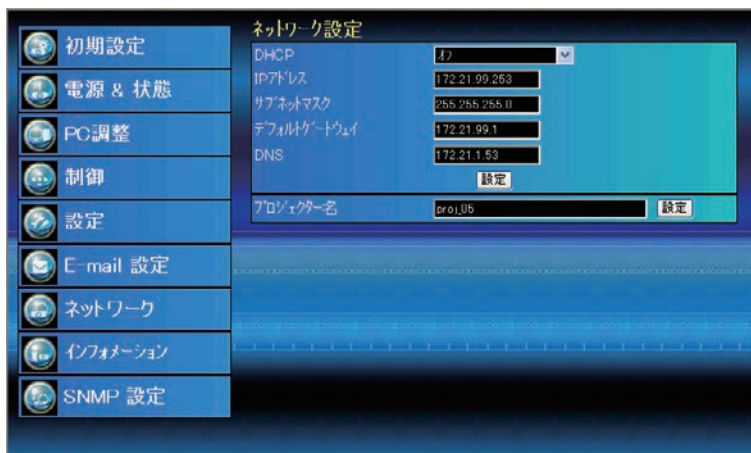 初期設定
電源 & 状態
PC調整
制御
設定
E-mail 設定
ネットワーク
インフォメーション
SNMP 設定
ネットワーク設定
DHCP オフ
IPアドレス 172.21.99.253
サブネットマスク 255.255.255.0
デフォルトゲートウェイ 172.21.99.1
DNS 172.21.1.53
設定
プロジェクター名 proj_05 設定